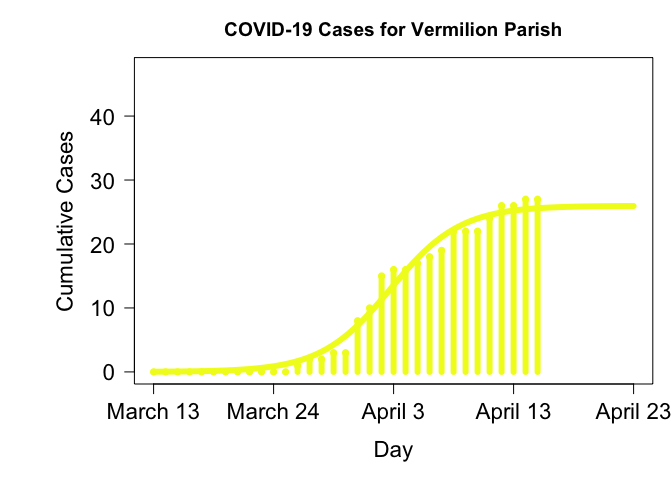 COVID-19 Cases for Vermilion Parish
Cumulative Cases
40
30
20
10
0
March 13 March 24 April 3 April 13 April 23
Day